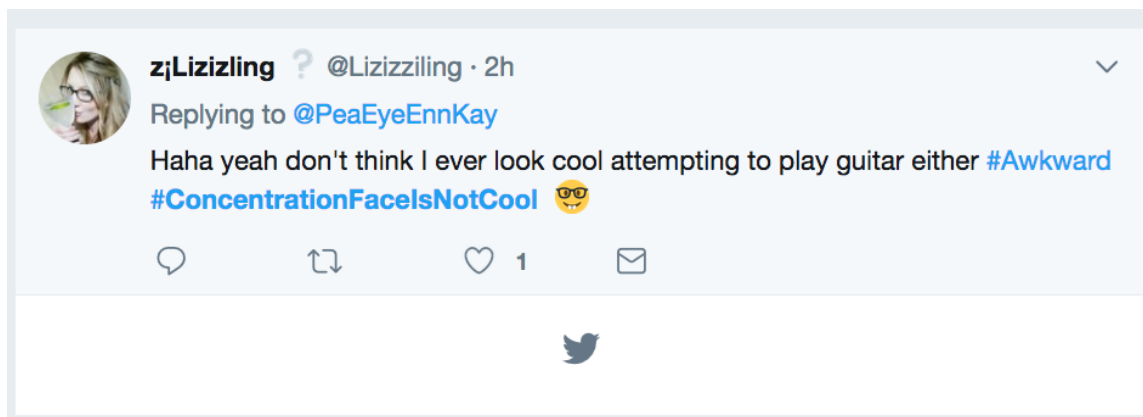 z¡Lizizling ❔ @Lizizziling · 2h
Replying to @PeaEyeEnnKay
Haha yeah don't think I ever look cool attempting to play guitar either #Awkward
#ConcentrationFaceIsNotCool 🤓
1